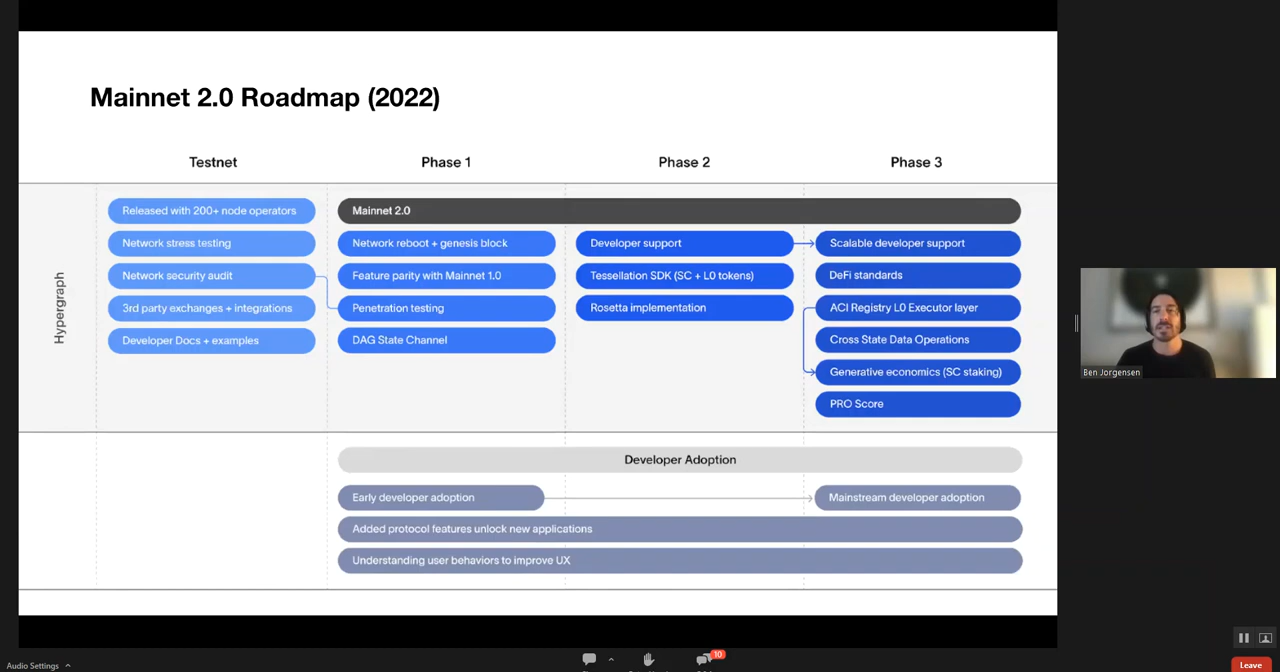 Mainnet 2.0 Roadmap (2022)
Testnet
Phase 1
Phase 2
Phase 3
Hypergraph
Released with 200+ node operators
Network stress testing
Network security audit
3rd party exchanges + integrations
Developer Docs + examples
Mainnet 2.0
Network reboot + genesis block
Feature parity with Mainnet 1.0
Penetration testing
DAG State Channel
Developer support
Tessellation SDK (SC + L0 tokens)
Rosetta implementation
Scalable developer support
DeFi standards
ACI Registry L0 Executor layer
Cross State Data Operations
Generative economics (SC staking)
PRO Score
Developer Adoption
Early developer adoption
Mainstream developer adoption
Added protocol features unlock new applications
Understanding user behaviors to improve UX
Ben Jorgensen
Audio Settings
10
Leave